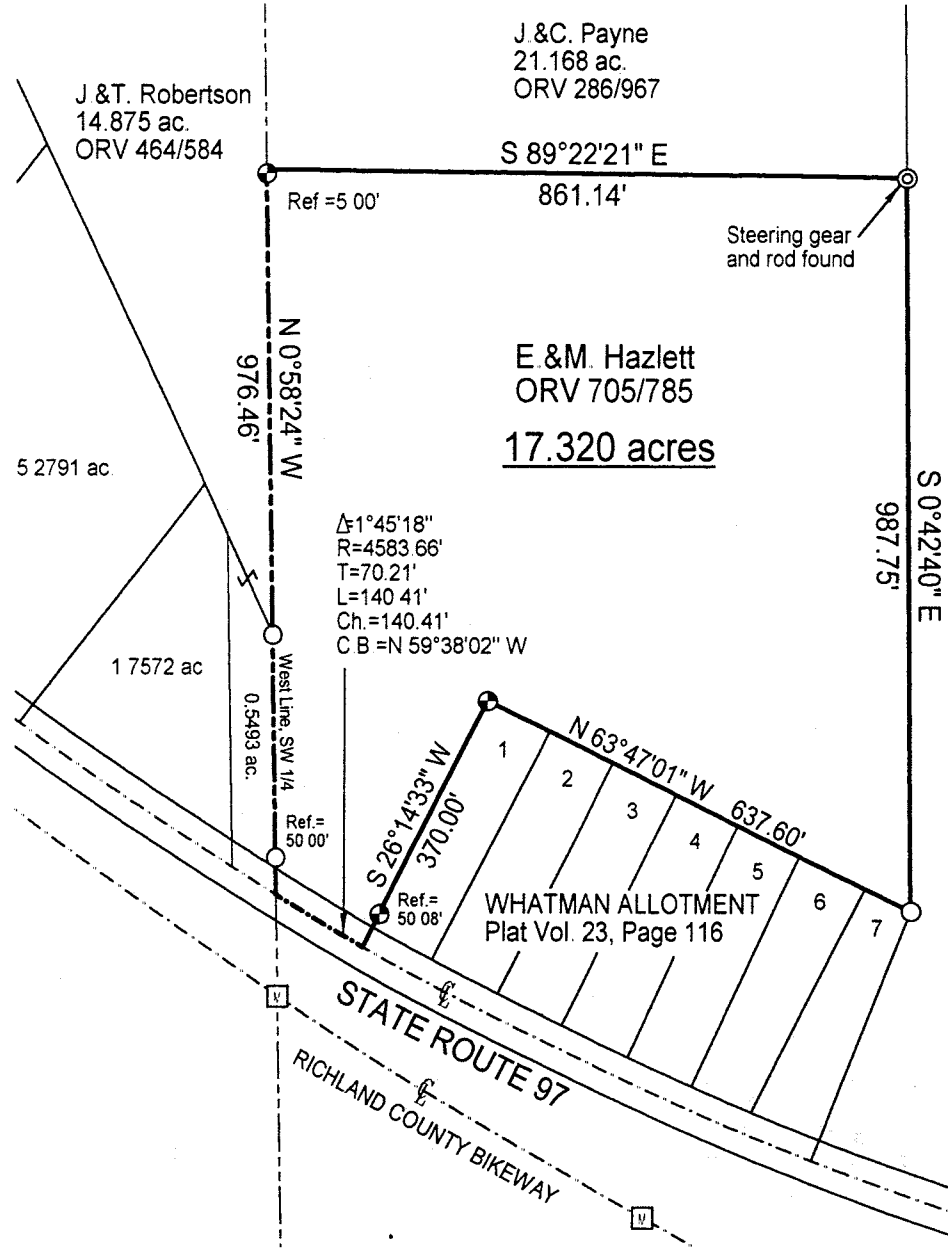 J.&C. Payne
21.168 ac.
ORV 286/967
J.&T. Robertson
14.875 ac.
ORV 464/584
S 89°22'21" E
861.14'
Ref =5 00'
Steering gear
and rod found
N 0°58'24" W
976.46'
E.&M. Hazlett
ORV 705/785
17.320 acres
5 2791 ac.
S 0°42'40" E
987.75'
Δ=1°45'18"
R=4583.66'
T=70.21'
L=140 41'
Ch.=140.41'
C.B.=N 59°38'02" W
1 7572 ac
0.5493 ac.
West Line, SW 1/4
Ref.=
50 00'
S 26°14'33" W
370.00'
Ref.=
50 08'
N 63°47'01" W 637.60'
1
2
3
4
5
6
7
WHATMAN ALLOTMENT
Plat Vol. 23, Page 116
℄
STATE ROUTE 97
M
℄
RICHLAND COUNTY BIKEWAY
M